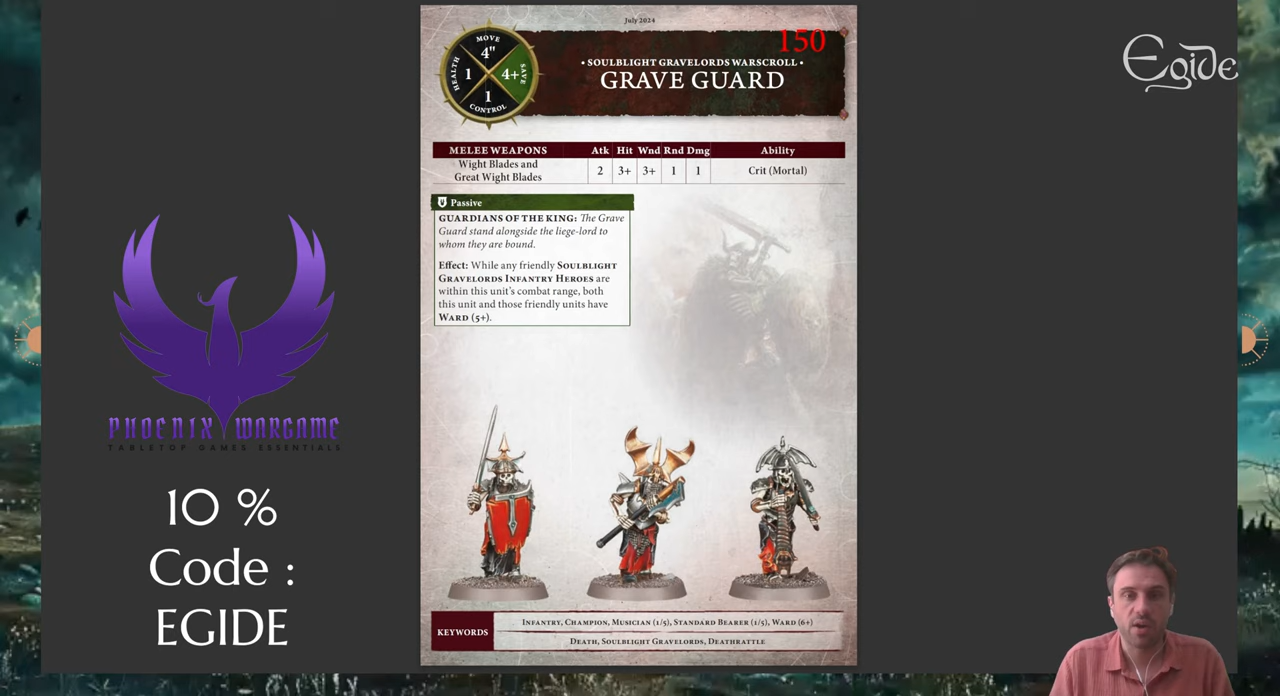 July 2024
150
Egide
MOVE
4"
HEALTH
1
4+
SAVE
1
CONTROL
• SOULBLIGHT GRAVELORDS WARSCROLL •
GRAVE GUARD
MELEE WEAPONS Atk Hit Wnd Rnd Dmg Ability
Wight Blades and
Great Wight Blades
2 3+ 3+ 1 1 Crit (Mortal)
Passive
GUARDIANS OF THE KING: The Grave
Guard stand alongside the liege-lord to
whom they are bound.
Effect: While any friendly SOULBLIGHT
GRAVELORDS INFANTRY HEROES are
within this unit's combat range, both
this unit and those friendly units have
WARD (5+).
PHOENIX WARGAME
TABLETOP GAMES ESSENTIALS
10 %
Code :
EGIDE
KEYWORDS
INFANTRY, CHAMPION, MUSICIAN (1/5), STANDARD BEARER (1/5), WARD (6+)
DEATH, SOULBLIGHT GRAVELORDS, DEATHRATTLE